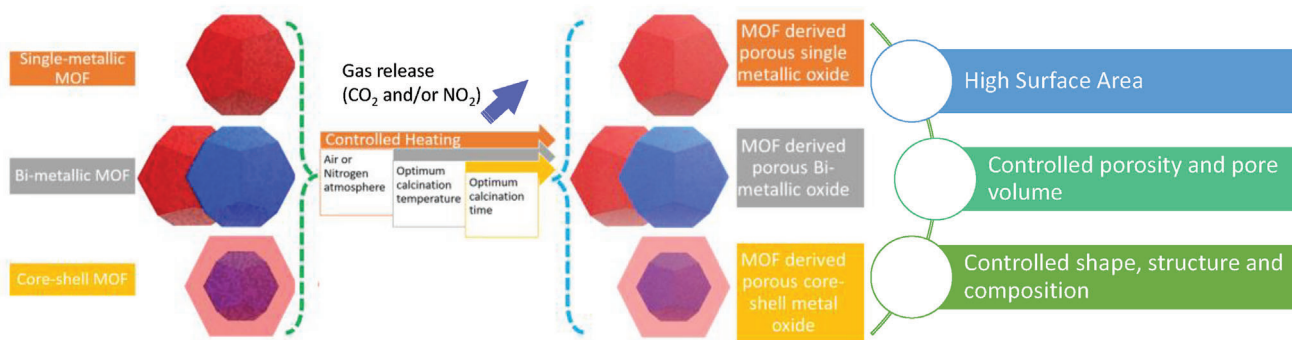 Single-metallic
MOF
Bi-metallic MOF
Core-shell MOF
Gas release
(CO₂ and/or NO₂)
Controlled Heating
Air or
Nitrogen
atmosphere
Optimum
calcination
temperature
Optimum
calcination
time
MOF derived
porous single
metallic oxide
MOF derived
porous Bi-
metallic oxide
MOF derived
porous core-
shell metal
oxide
High Surface Area
Controlled porosity and pore
volume
Controlled shape, structure and
composition